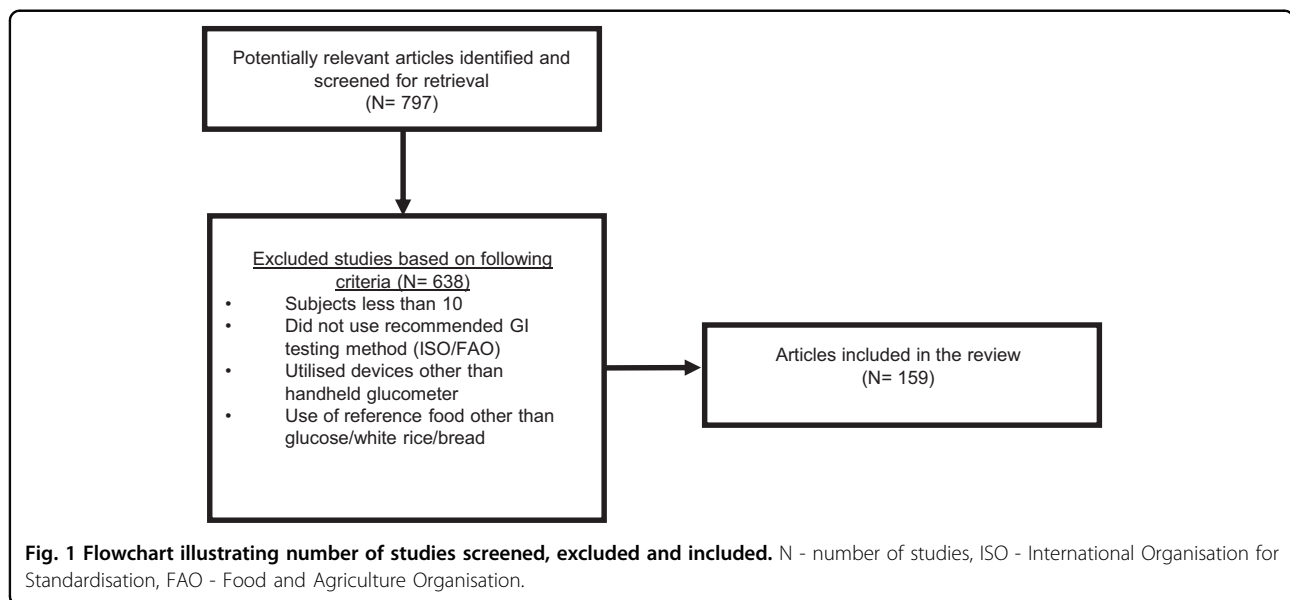 Potentially relevant articles identified and
screened for retrieval
(N= 797)
Excluded studies based on following
criteria (N= 638)
• Subjects less than 10
• Did not use recommended GI
testing method (ISO/FAO)
• Utilised devices other than
handheld glucometer
• Use of reference food other than
glucose/white rice/bread
Articles included in the review
(N= 159)
Fig. 1 Flowchart illustrating number of studies screened, excluded and included. N - number of studies, ISO - International Organisation for
Standardisation, FAO - Food and Agriculture Organisation.